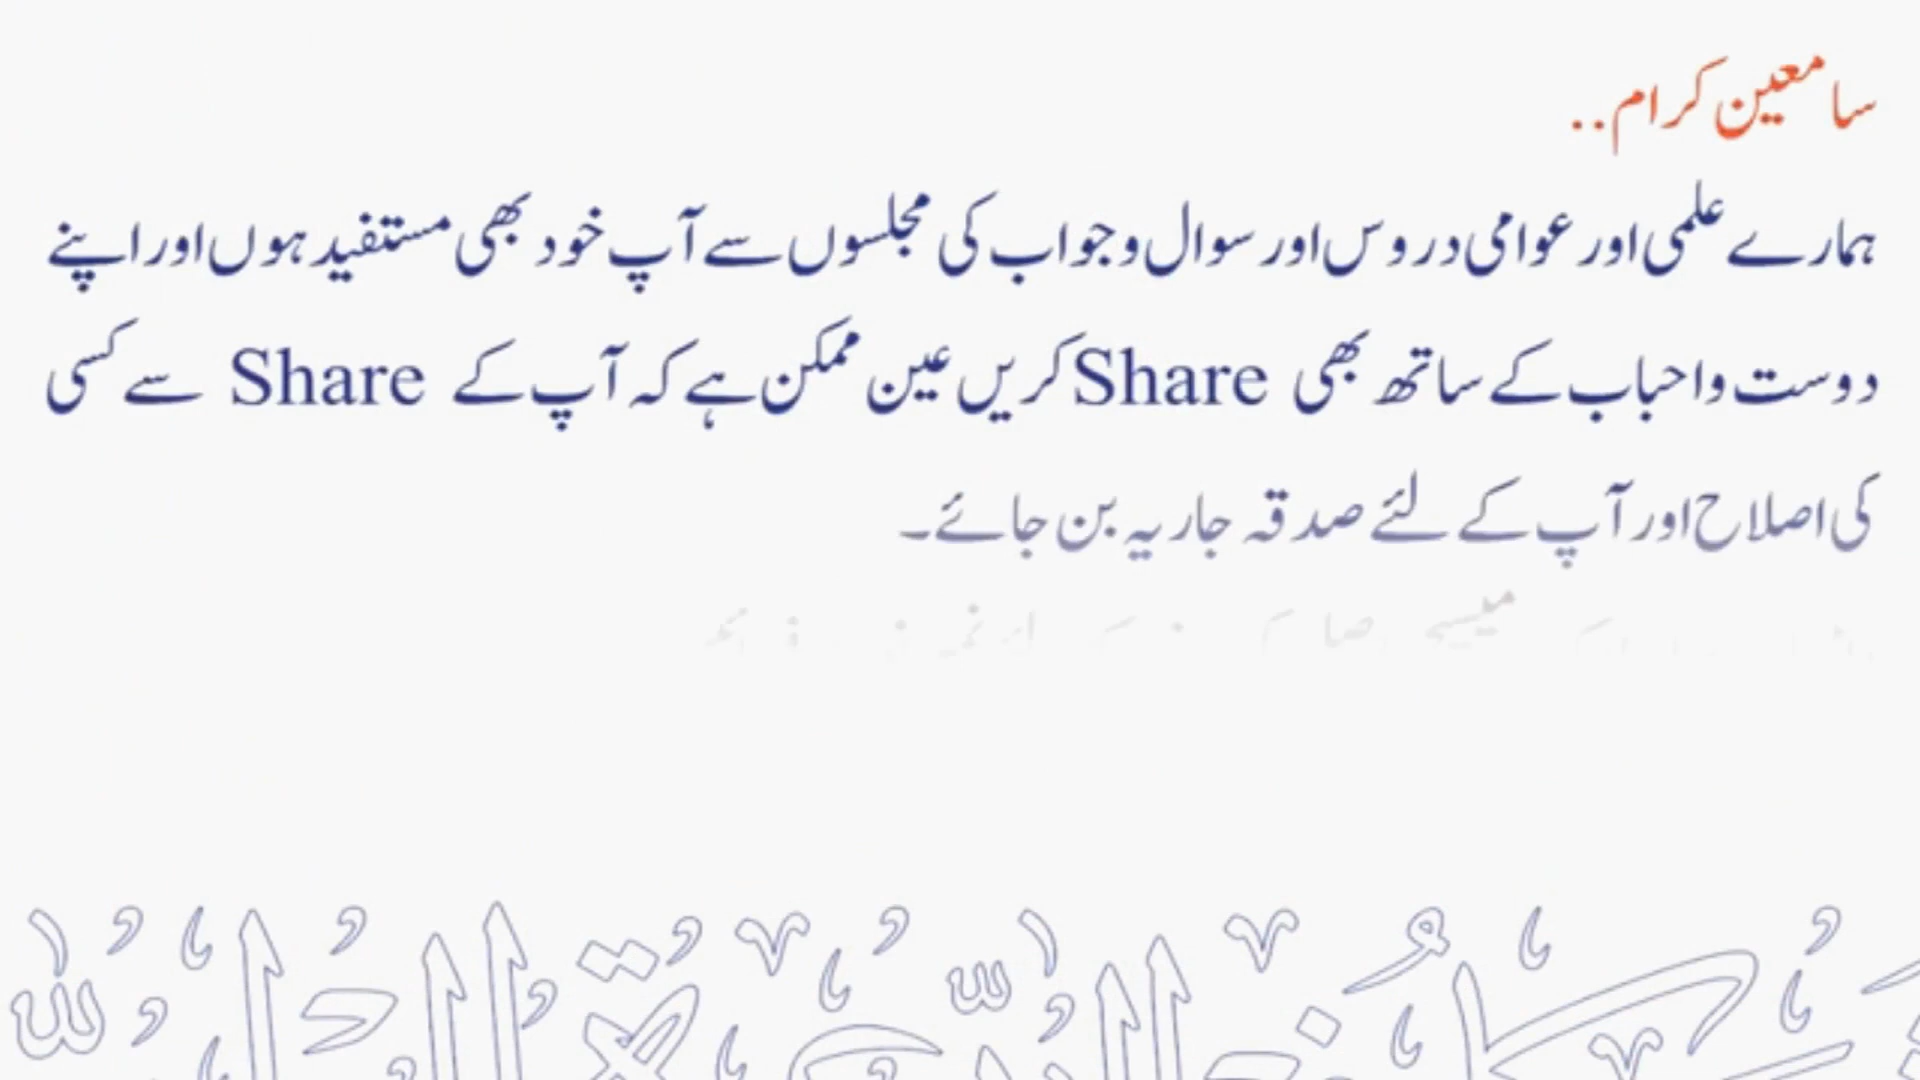 سامعین کرام..
ہمارے علمی اور عوامی دروس اور سوال و جواب کی مجلسوں سے آپ خود بھی مستفید ہوں اور اپنے
دوست و احباب کے ساتھ بھی Share کریں عین ممکن ہے کہ آپ کے Share سے کسی
کی اصلاح اور آپ کے لئے صدقہ جاریہ بن جائے۔